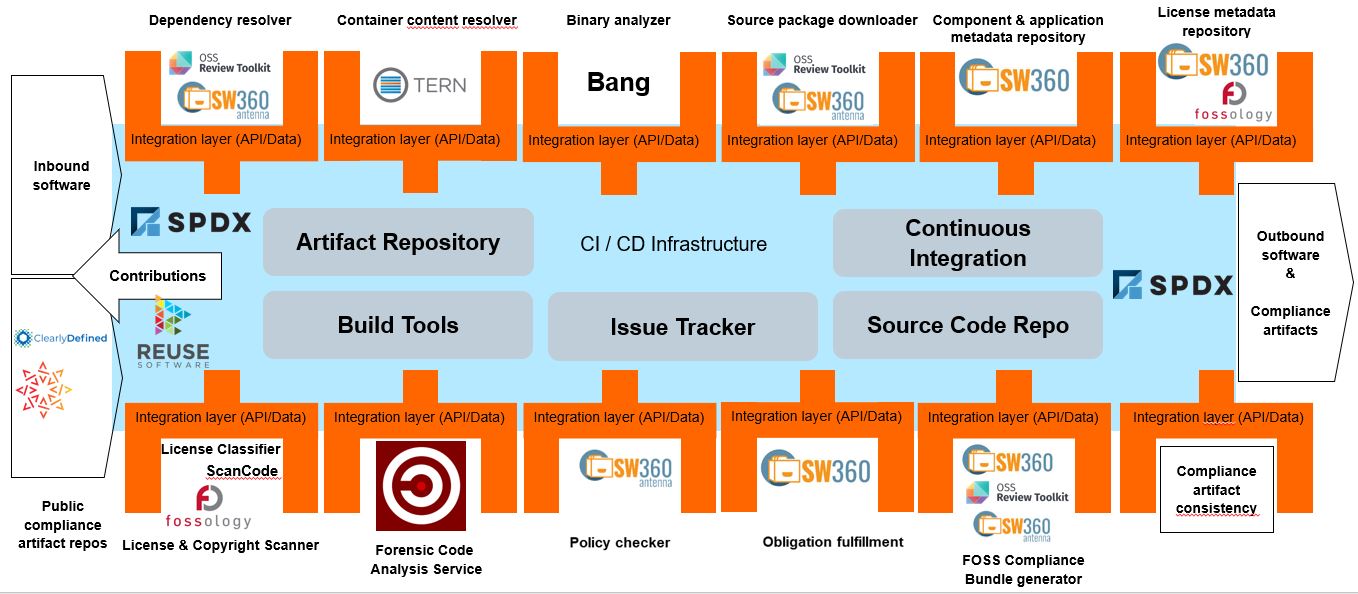 Dependency resolver
Container content resolver
Binary analyzer
Source package downloader
Component & application
metadata repository
License metadata
repository
OSS
Review Toolkit
SW360
antenna
TERN
Bang
OSS
Review Toolkit
SW360
antenna
SW360
SW360
fossology
Integration layer (API/Data)
Integration layer (API/Data)
Integration layer (API/Data)
Integration layer (API/Data)
Integration layer (API/Data)
Integration layer (API/Data)
Inbound
software
SPDX
Artifact Repository
CI / CD Infrastructure
Continuous
Integration
Contributions
SPDX
Outbound
software
&
Compliance
artifacts
ClearlyDefined
REUSE
SOFTWARE
Build Tools
Issue Tracker
Source Code Repo
Integration layer (API/Data)
Integration layer (API/Data)
Integration layer (API/Data)
Integration layer (API/Data)
Integration layer (API/Data)
Integration layer (API/Data)
License Classifier
ScanCode
fossology
SW360
antenna
SW360
SW360
OSS
Review Toolkit
SW360
antenna
Compliance
artifact
consistency
Public
compliance
artifact repos
License & Copyright Scanner
Forensic Code
Analysis Service
Policy checker
Obligation fulfillment
FOSS Compliance
Bundle generator